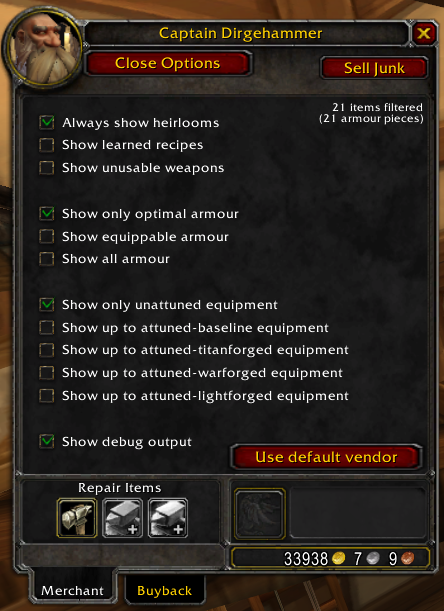 Captain Dirgehammer
Close Options
Sell Junk
21 items filtered
(21 armour pieces)
Always show heirlooms
Show learned recipes
Show unusable weapons
Show only optimal armour
Show equippable armour
Show all armour
Show only unattuned equipment
Show up to attuned-baseline equipment
Show up to attuned-titanforged equipment
Show up to attuned-warforged equipment
Show up to attuned-lightforged equipment
Show debug output
Use default vendor
Repair Items
33938 7 9
Merchant
Buyback